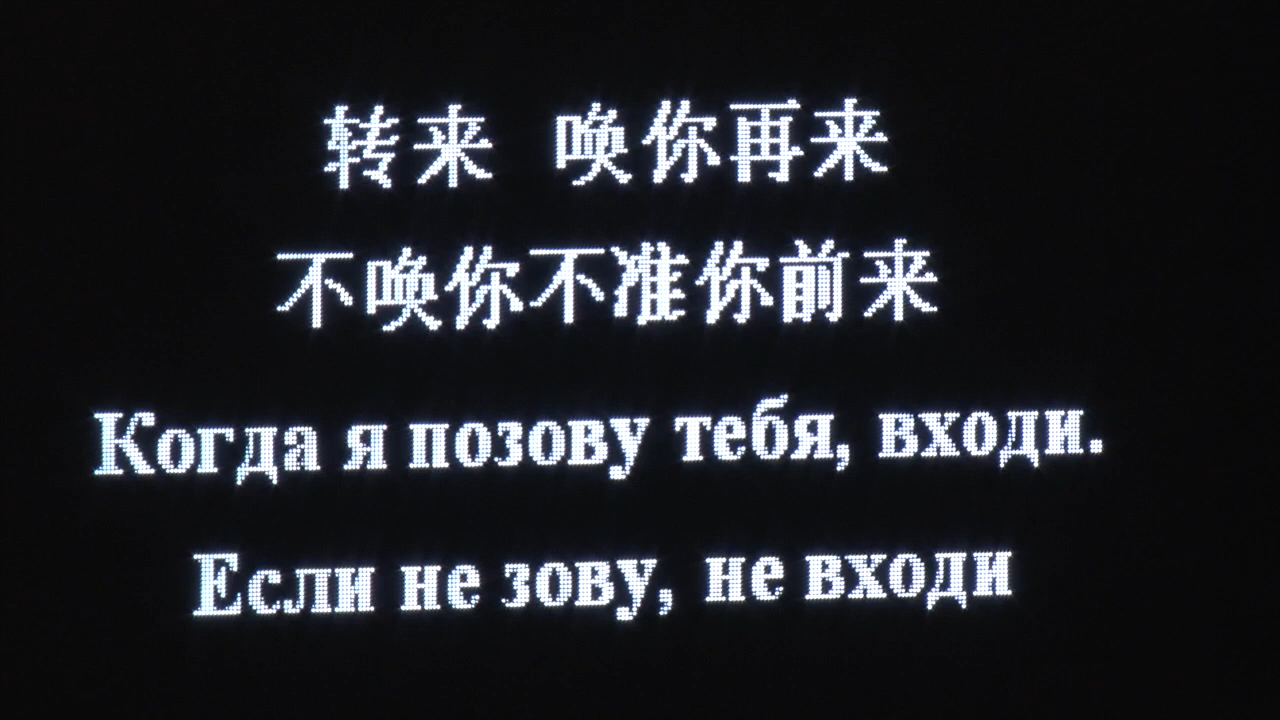 转来 唤你再来
不唤你不准你前来
Когда я позову тебя, входи.
Если не зову, не входи